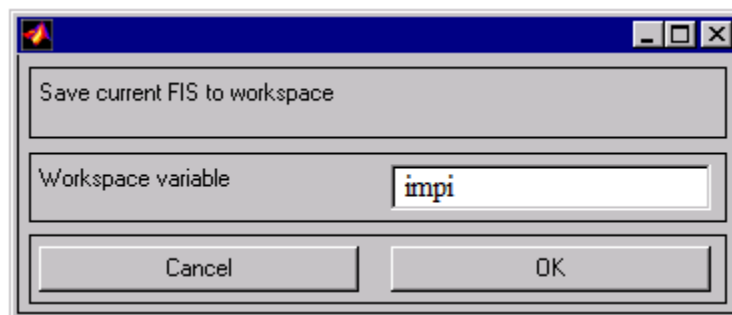 Save current FIS to workspace
Workspace variable
impi
Cancel
OK